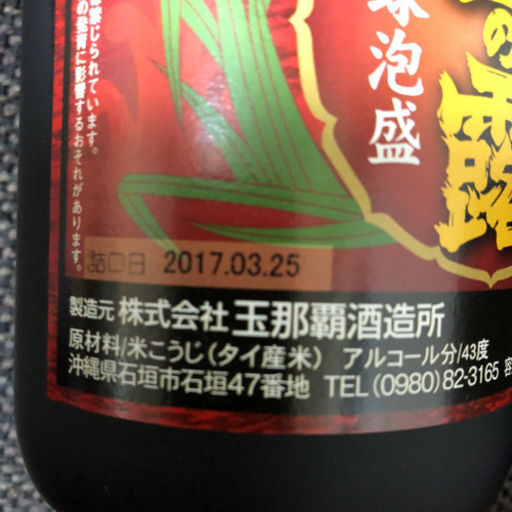 の露
球泡盛
は禁じられています。
の発育に影響するおそれがあります。
詰口日 2017.03.25
製造元 株式会社 玉那覇酒造所
原材料/米こうじ(タイ産米) アルコール分/43度
沖縄県石垣市石垣47番地 TEL(0980)82-3165 容